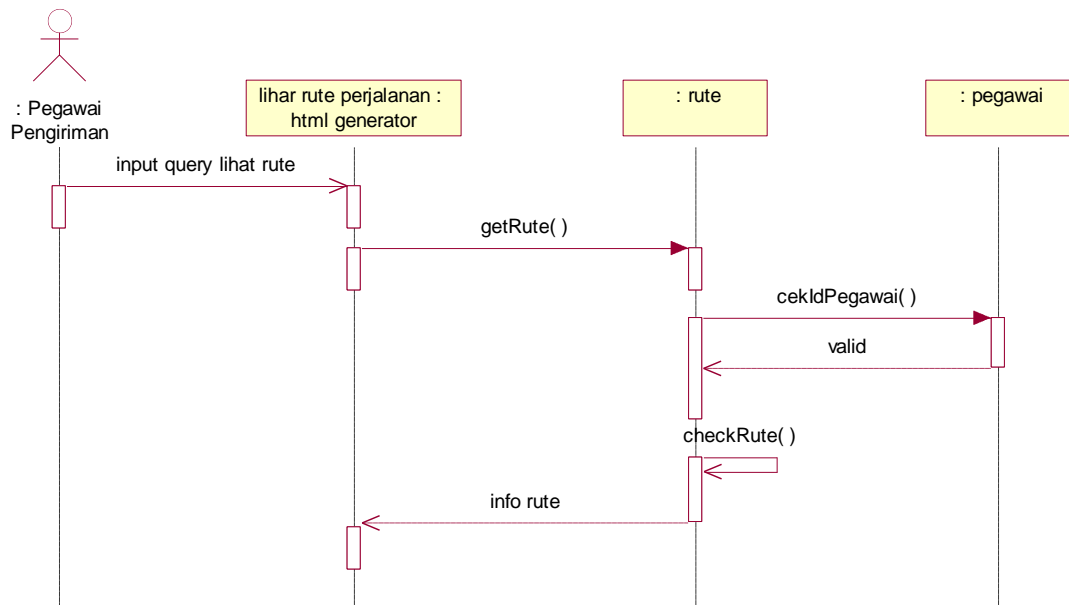 : Pegawai
Pengiriman
lihar rute perjalanan :
html generator
: rute
: pegawai
input query lihat rute
getRute( )
cekIdPegawai( )
valid
checkRute( )
info rute